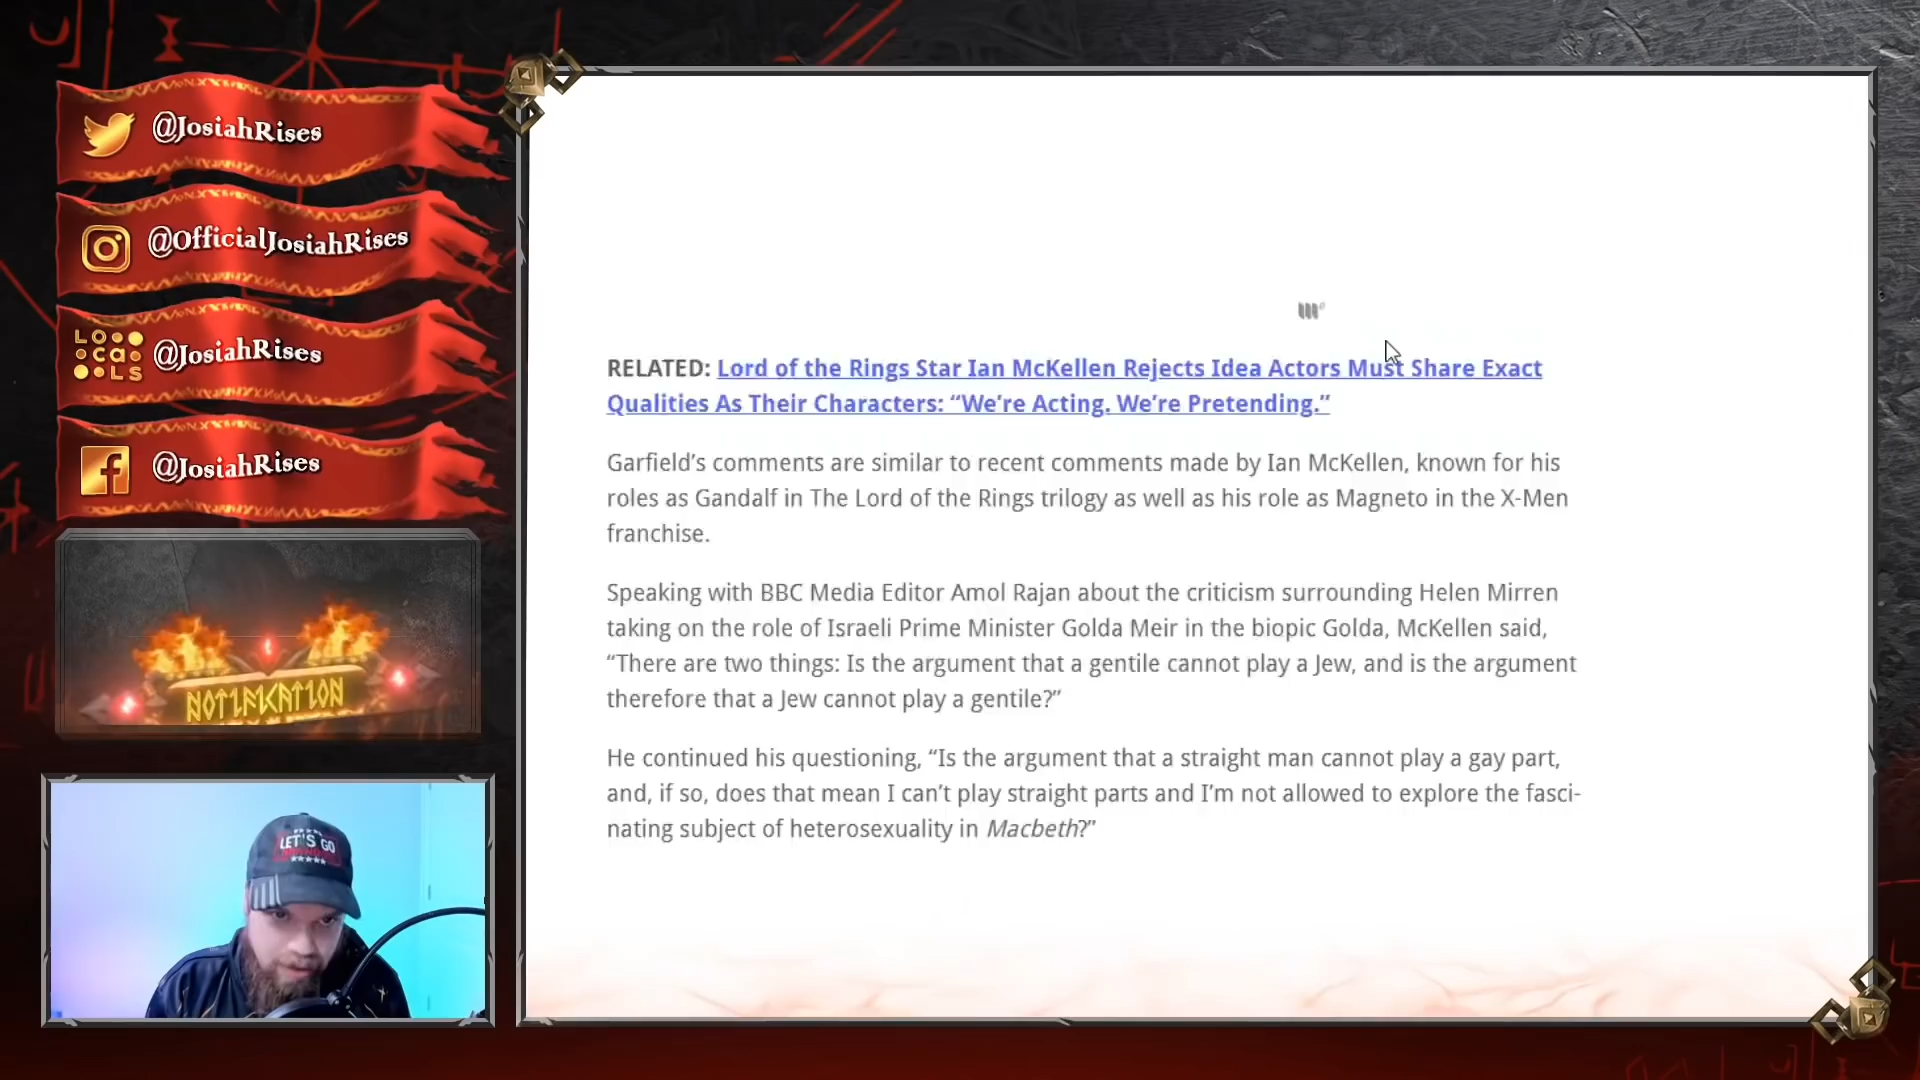 @JosiahRises
@OfficialJosiahRises
LOcaLS
@JosiahRises
@JosiahRises
NOTIFICATION
LET'S GO
RELATED: Lord of the Rings Star Ian McKellen Rejects Idea Actors Must Share Exact
Qualities As Their Characters: “We’re Acting. We’re Pretending.”
Garfield’s comments are similar to recent comments made by Ian McKellen, known for his
roles as Gandalf in The Lord of the Rings trilogy as well as his role as Magneto in the X-Men
franchise.
Speaking with BBC Media Editor Amol Rajan about the criticism surrounding Helen Mirren
taking on the role of Israeli Prime Minister Golda Meir in the biopic Golda, McKellen said,
“There are two things: Is the argument that a gentile cannot play a Jew, and is the argument
therefore that a Jew cannot play a gentile?”
He continued his questioning, “Is the argument that a straight man cannot play a gay part,
and, if so, does that mean I can’t play straight parts and I’m not allowed to explore the fasci-
nating subject of heterosexuality in Macbeth?”